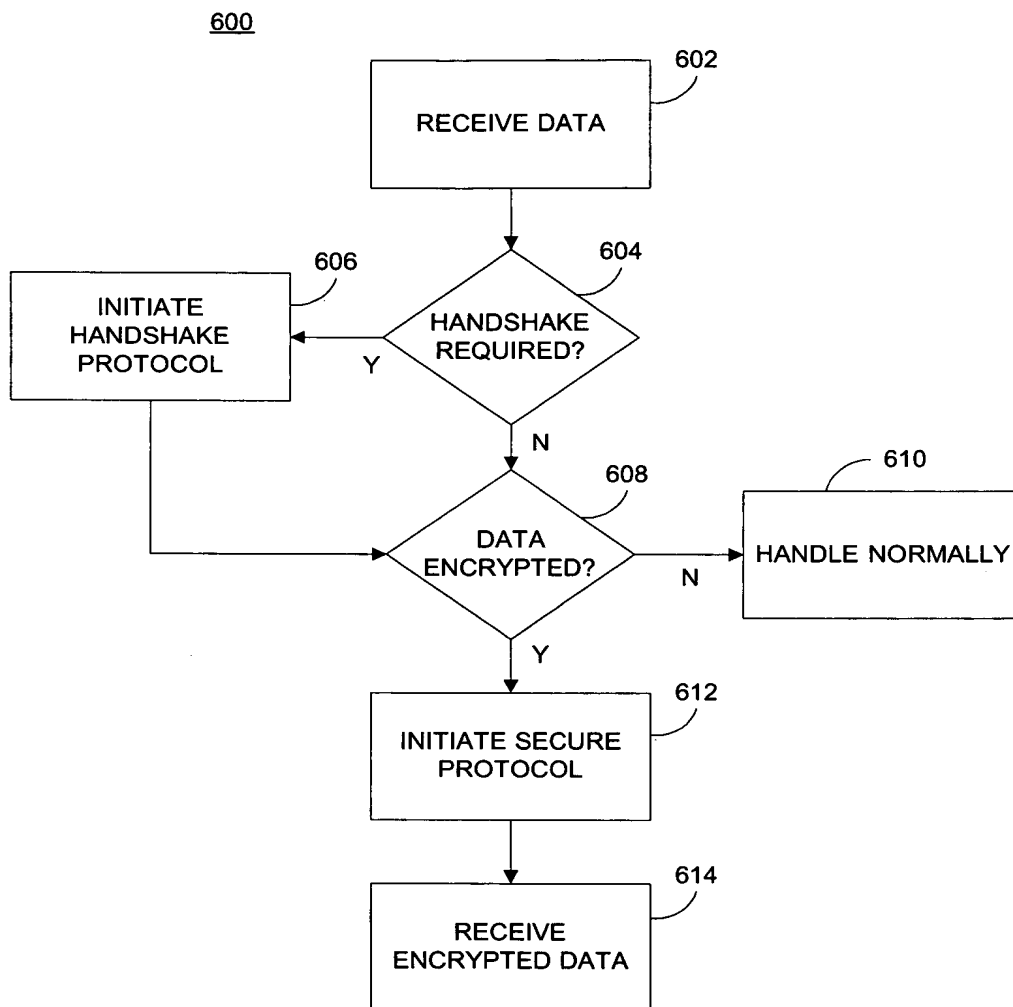 600
602
RECEIVE DATA
604
HANDSHAKE
REQUIRED?
606
INITIATE
HANDSHAKE
PROTOCOL
Y
N
608
DATA
ENCRYPTED?
610
HANDLE NORMALLY
N
Y
612
INITIATE SECURE
PROTOCOL
614
RECEIVE
ENCRYPTED DATA